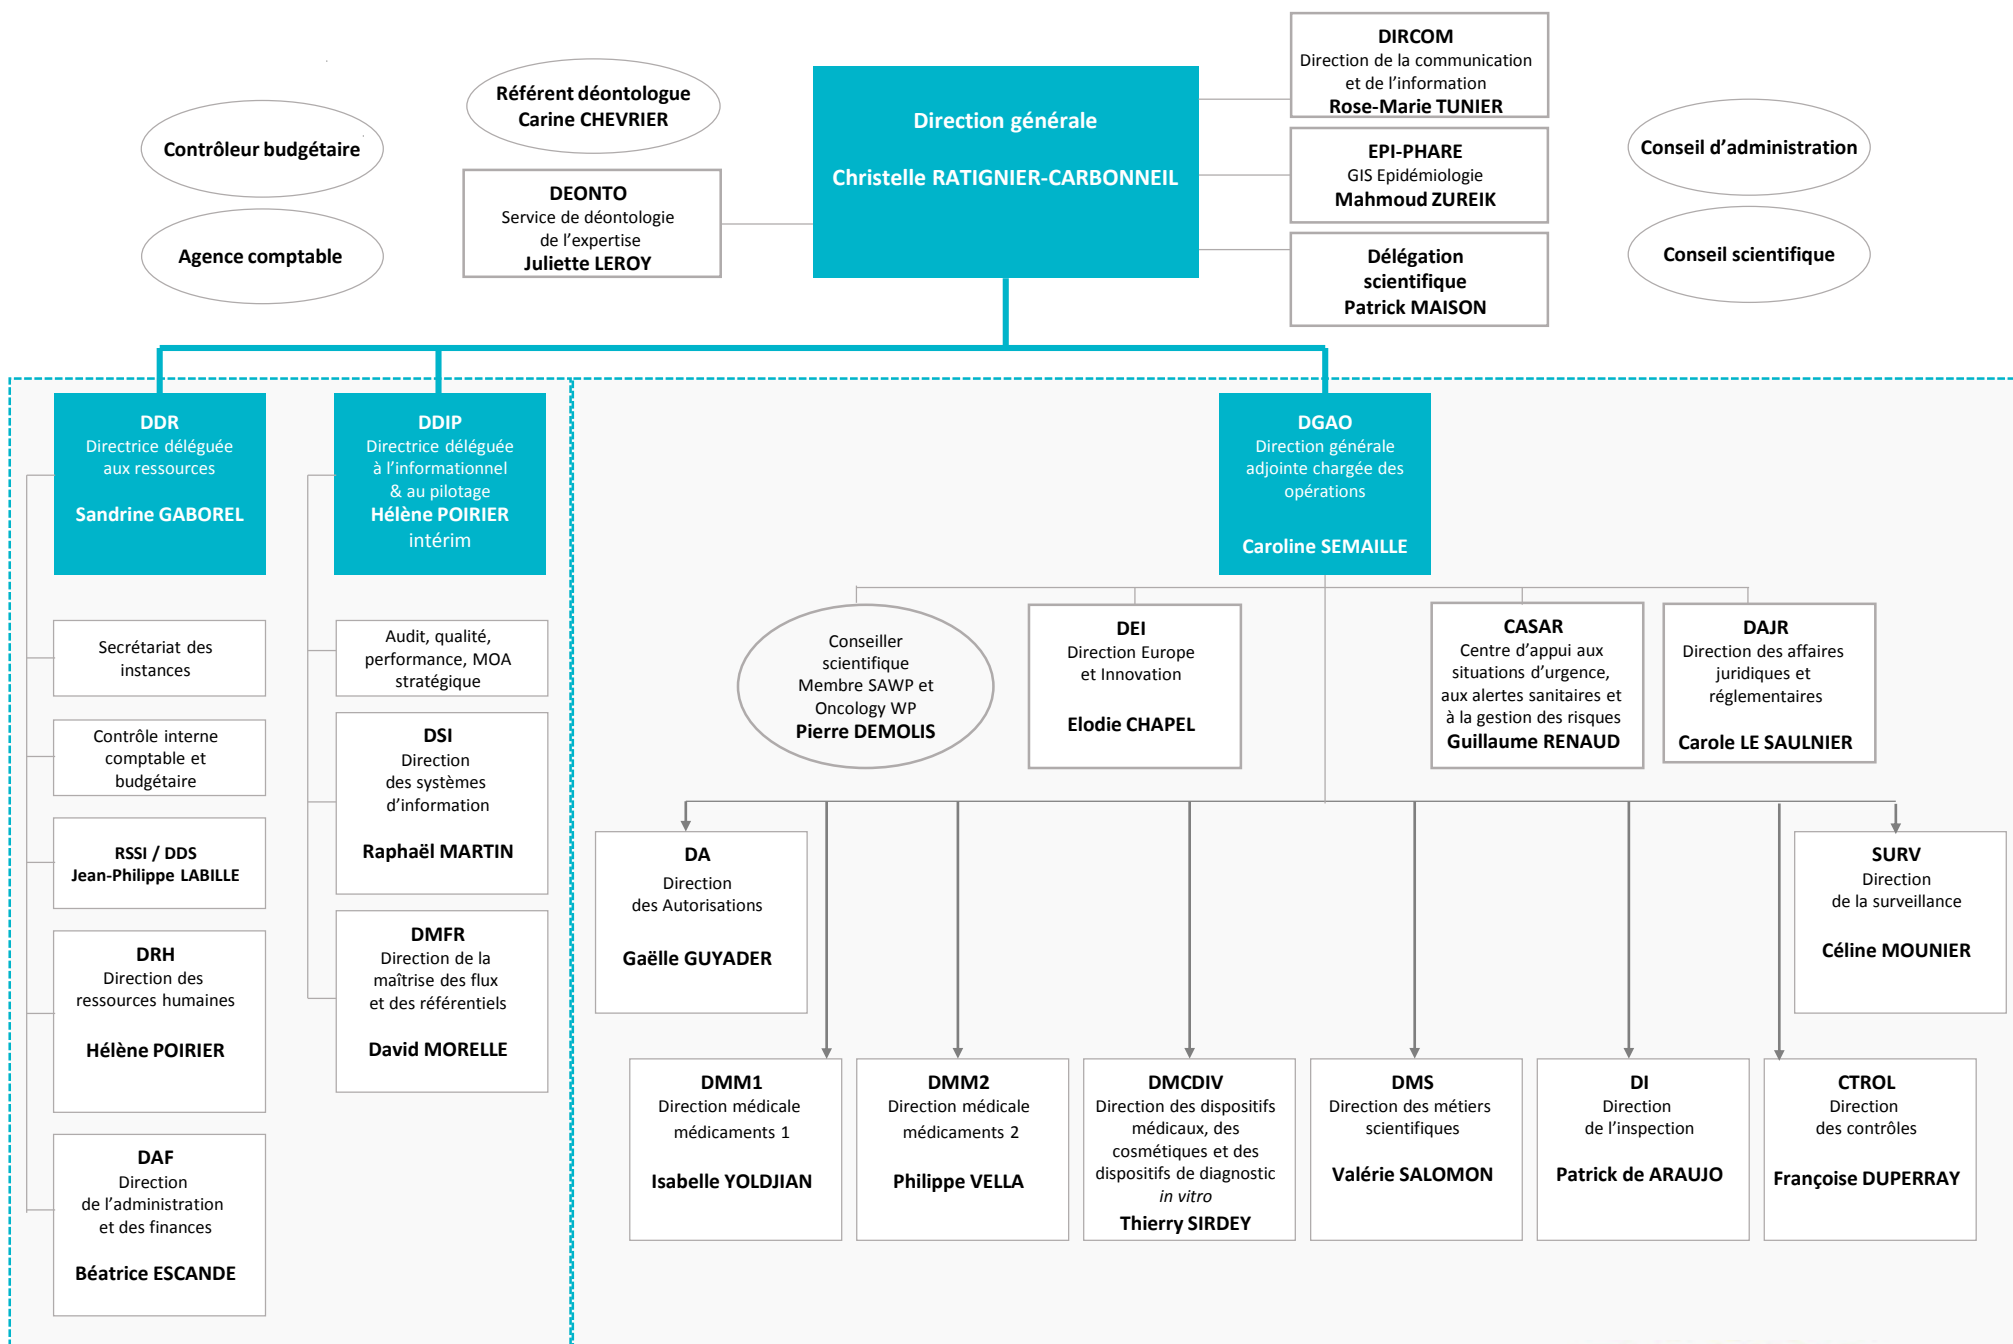 Contrôleur budgétaire
Agence comptable
Référent déontologue
Carine CHEVRIER
DEONTO
Service de déontologie
de l’expertise
Juliette LEROY
Direction générale
Christelle RATIGNIER-CARBONNEIL
DIRCOM
Direction de la communication
et de l’information
Rose-Marie TUNIER
EPI-PHARE
GIS Epidémiologie
Mahmoud ZUREIK
Délégation
scientifique
Patrick MAISON
Conseil d’administration
Conseil scientifique
DDR
Directrice déléguée
aux ressources
Sandrine GABOREL
Secrétariat des
instances
Contrôle interne
comptable et
budgétaire
RSSI / DDS
Jean-Philippe LABILLE
DRH
Direction des
ressources humaines
Hélène POIRIER
DAF
Direction
de l’administration
et des finances
Béatrice ESCANDE
DDIP
Directrice déléguée
à l’informationnel
& au pilotage
Hélène POIRIER
intérim
Audit, qualité,
performance, MOA
stratégique
DSI
Direction
des systèmes
d’information
Raphaël MARTIN
DMFR
Direction de la
maîtrise des flux
et des référentiels
David MORELLE
DGAO
Direction générale
adjointe chargée des
opérations
Caroline SEMAILLE
Conseiller
scientifique
Membre SAWP et
Oncology WP
Pierre DEMOLIS
DEI
Direction Europe
et Innovation
Elodie CHAPEL
CASAR
Centre d’appui aux
situations d’urgence,
aux alertes sanitaires et
à la gestion des risques
Guillaume RENAUD
DAJR
Direction des affaires
juridiques et
réglementaires
Carole LE SAULNIER
DA
Direction
des Autorisations
Gaëlle GUYADER
SURV
Direction
de la surveillance
Céline MOUNIER
DMM1
Direction médicale
médicaments 1
Isabelle YOLDJIAN
DMM2
Direction médicale
médicaments 2
Philippe VELLA
DMCDIV
Direction des dispositifs
médicaux, des
cosmétiques et des
dispositifs de diagnostic
in vitro
Thierry SIRDEY
DMS
Direction des métiers
scientifiques
Valérie SALOMON
DI
Direction
de l’inspection
Patrick de ARAUJO
CTROL
Direction
des contrôles
Françoise DUPERRAY